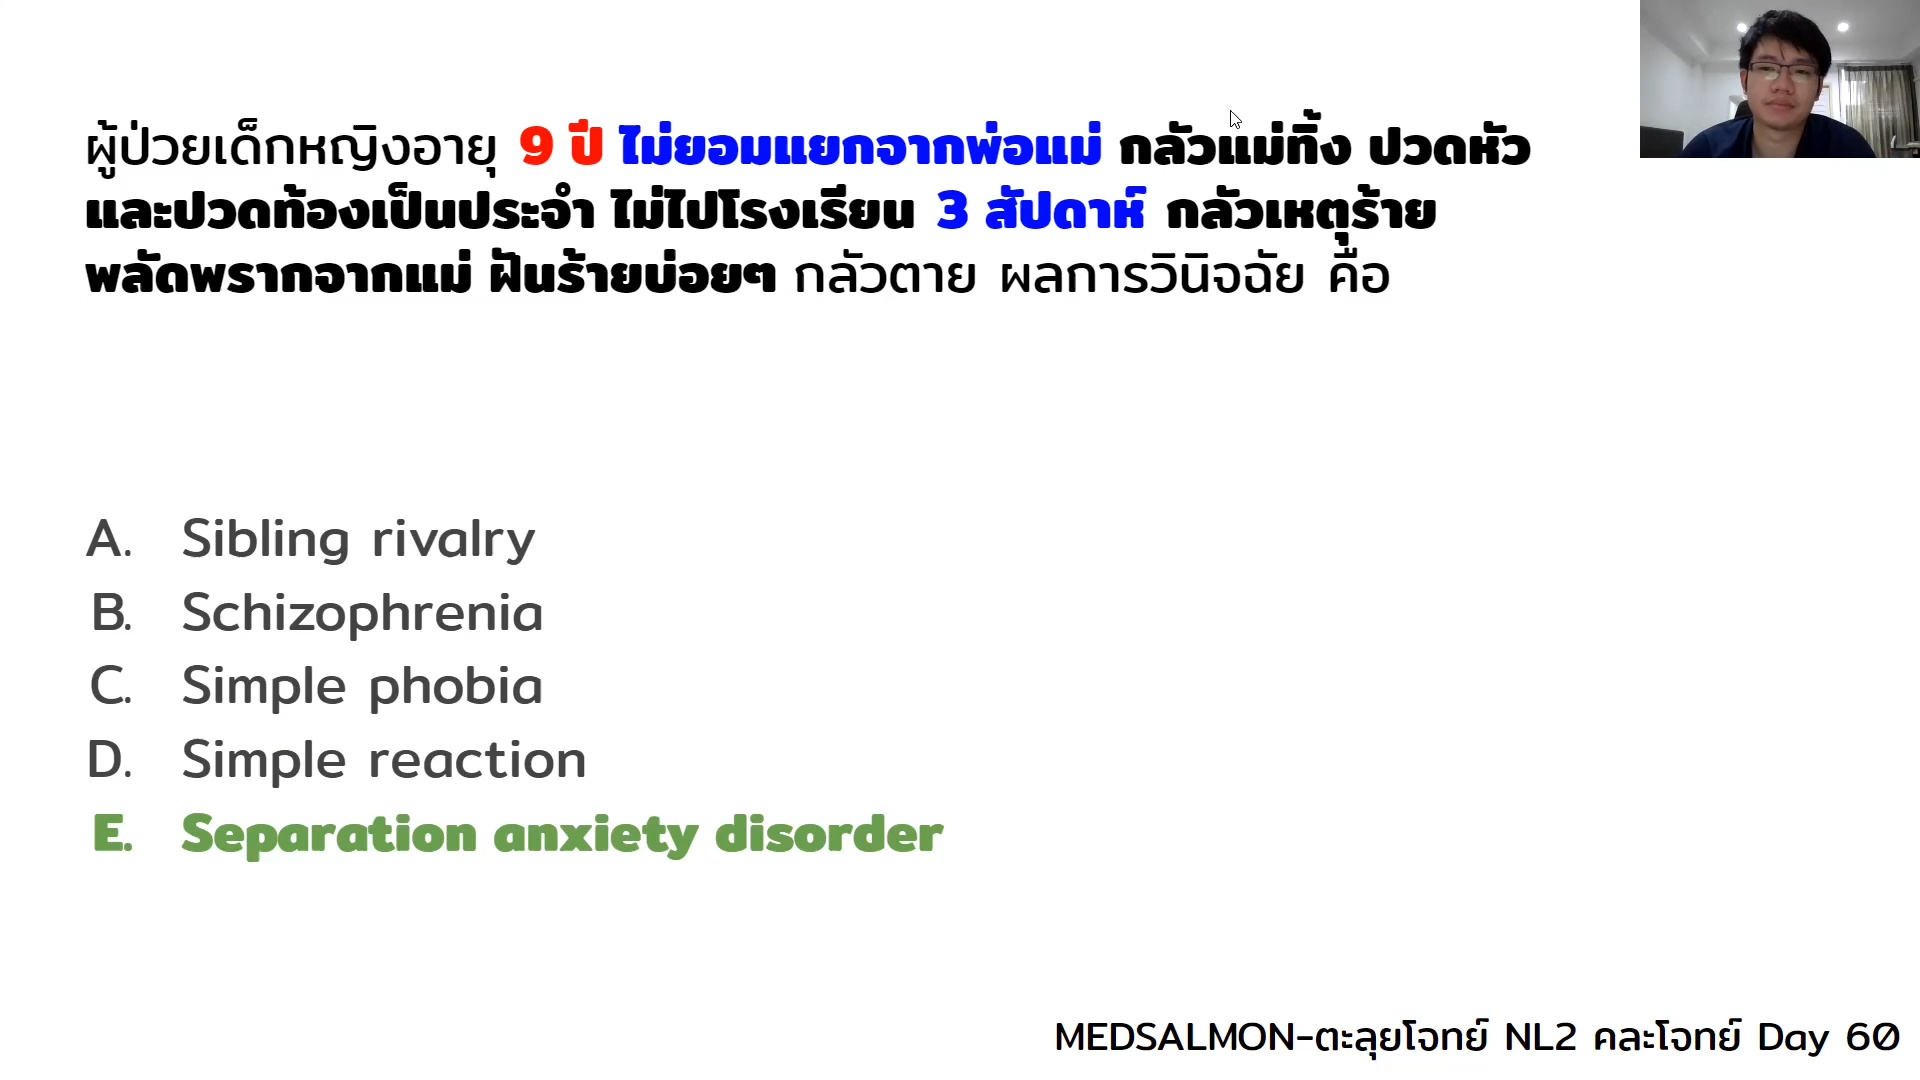 ผู้ป่วยเด็กหญิงอายุ 9 ปี ไม่ยอมแยกจากพ่อแม่ กลัวแม่ทิ้ง ปวดหัว
และปวดท้องเป็นประจำ ไม่ไปโรงเรียน 3 สัปดาห์ กลัวเหตุร้าย
พลัดพรากจากแม่ ฝันร้ายบ่อยๆ กลัวตาย ผลการวินิจฉัย คือ
A. Sibling rivalry
B. Schizophrenia
C. Simple phobia
D. Simple reaction
E. Separation anxiety disorder
MEDSALMON-ตะลุยโจทย์ NL2 คละโจทย์ Day 60